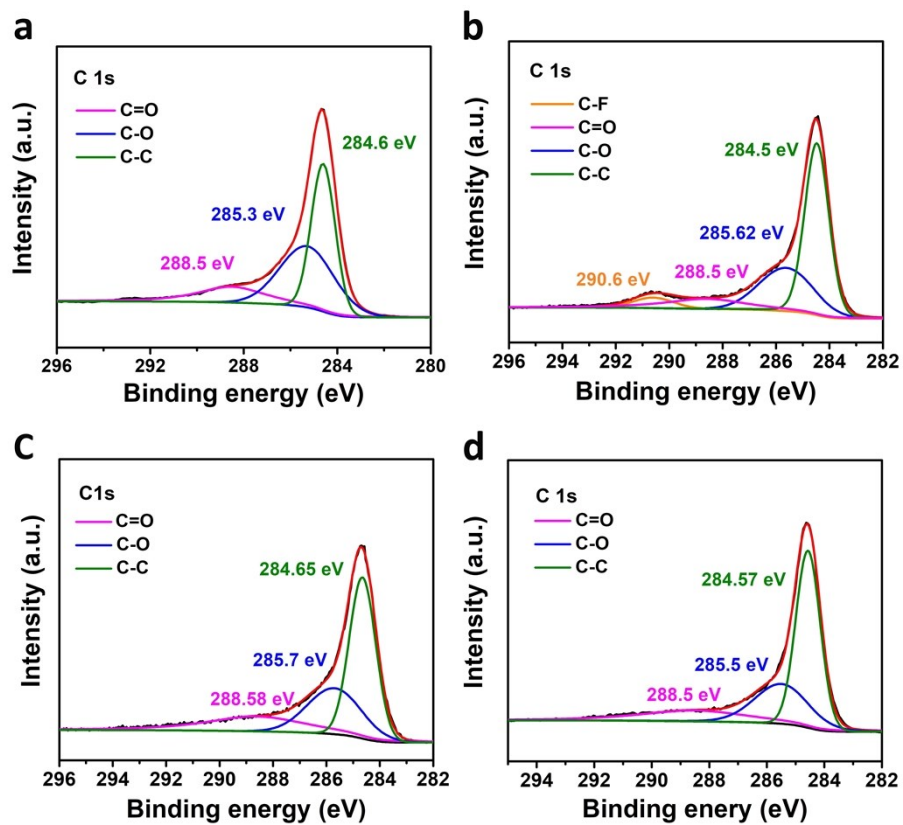 a
C 1s
C=O
C-O
C-C
284.6 eV
285.3 eV
288.5 eV
Intensity (a.u.)
296 292 288 284 280
Binding energy (eV)
b
C 1s
C-F
C=O
C-O
C-C
284.5 eV
285.62 eV
288.5 eV
290.6 eV
Intensity (a.u.)
296 294 292 290 288 286 284 282
Binding energy (eV)
c
C1s
C=O
C-O
C-C
284.65 eV
285.7 eV
288.58 eV
Intensity (a.u.)
296 294 292 290 288 286 284 282
Binding energy (eV)
d
C 1s
C=O
C-O
C-C
284.57 eV
285.5 eV
288.5 eV
Intensity (a.u.)
294 292 290 288 286 284 282
Binding enery (eV)